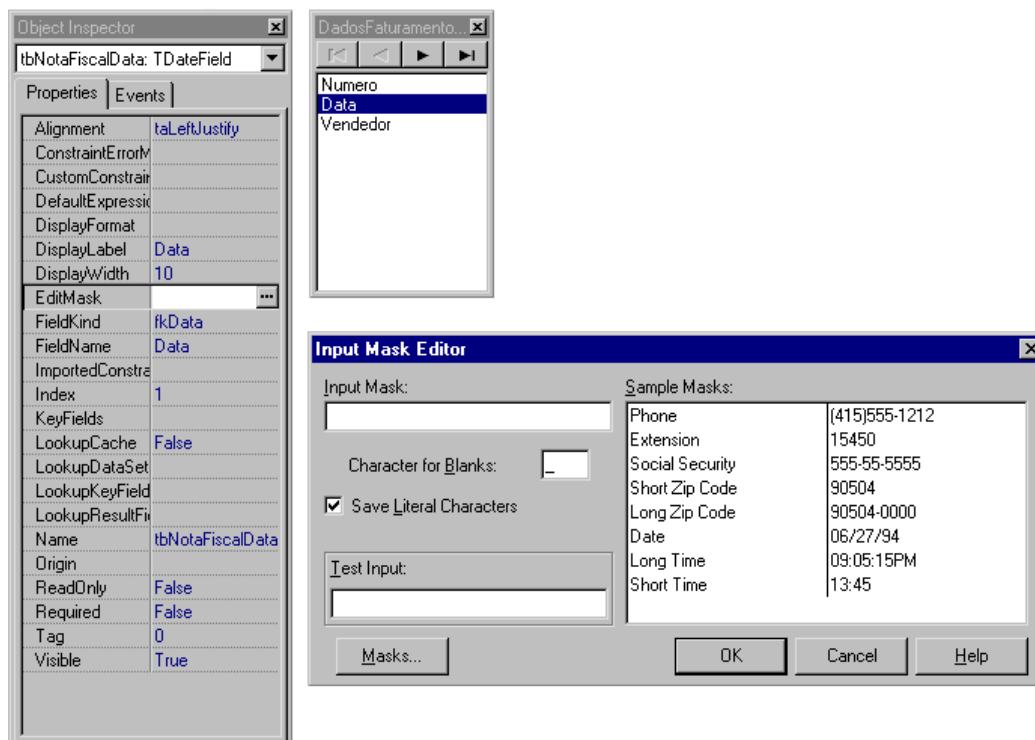 Object Inspector
tbNotaFiscalData: TDateField
Properties Events
Alignment taLeftJustify
ConstraintErrorM
CustomConstrain
DefaultExpressio
DisplayFormat
DisplayLabel Data
DisplayWidth 10
EditMask ...
FieldKind fkData
FieldName Data
ImportedConstra
Index 1
KeyFields
LookupCache False
LookupDataSet
LookupKeyField
LookupResultFi
Name tbNotaFiscalData
Origin
ReadOnly False
Required False
Tag 0
Visible True
DadosFaturamento...
Numero
Data
Vendedor
Input Mask Editor
Input Mask:
Character for Blanks: _
Save Literal Characters
Test Input:
Masks...
Sample Masks:
Phone (415)555-1212
Extension 15450
Social Security 555-55-5555
Short Zip Code 90504
Long Zip Code 90504-0000
Date 06/27/94
Long Time 09:05:15PM
Short Time 13:45
OK Cancel Help